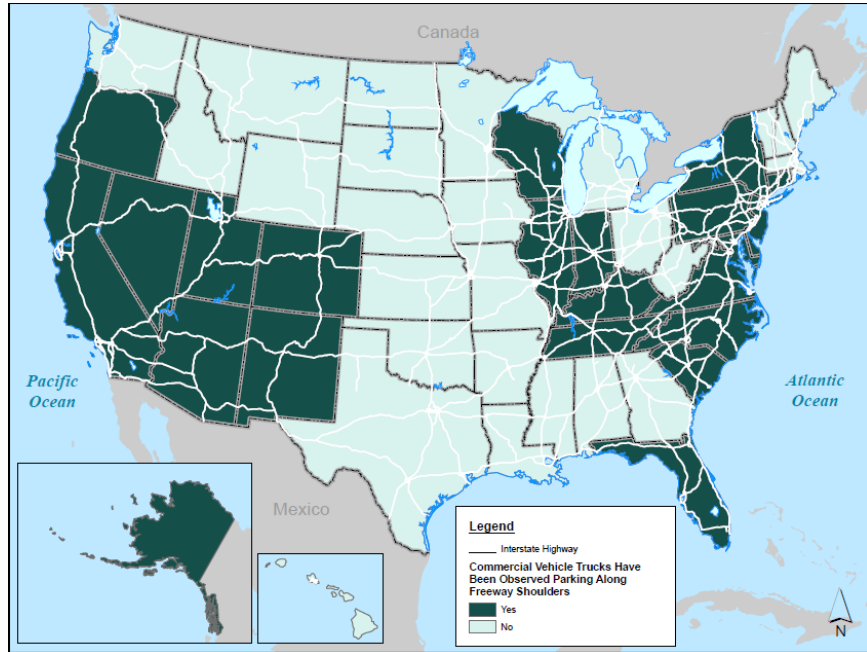 Canada
Pacific
Ocean
Atlantic
Ocean
Mexico
Legend
Interstate Highway
Commercial Vehicle Trucks Have
Been Observed Parking Along
Freeway Shoulders
Yes
No
N